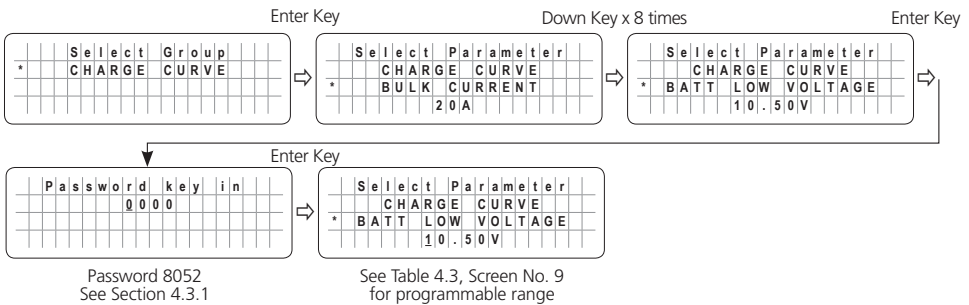 Enter Key
Down Key x 8 times
Enter Key
Select Group
* CHARGE CURVE
Select Parameter
CHARGE CURVE
* BULK CURRENT
20A
Select Parameter
CHARGE CURVE
* BATT LOW VOLTAGE
10.50V
Enter Key
Password key in
0000
Select Parameter
CHARGE CURVE
* BATT LOW VOLTAGE
10.50V
Password 8052
See Section 4.3.1
See Table 4.3, Screen No. 9
for programmable range